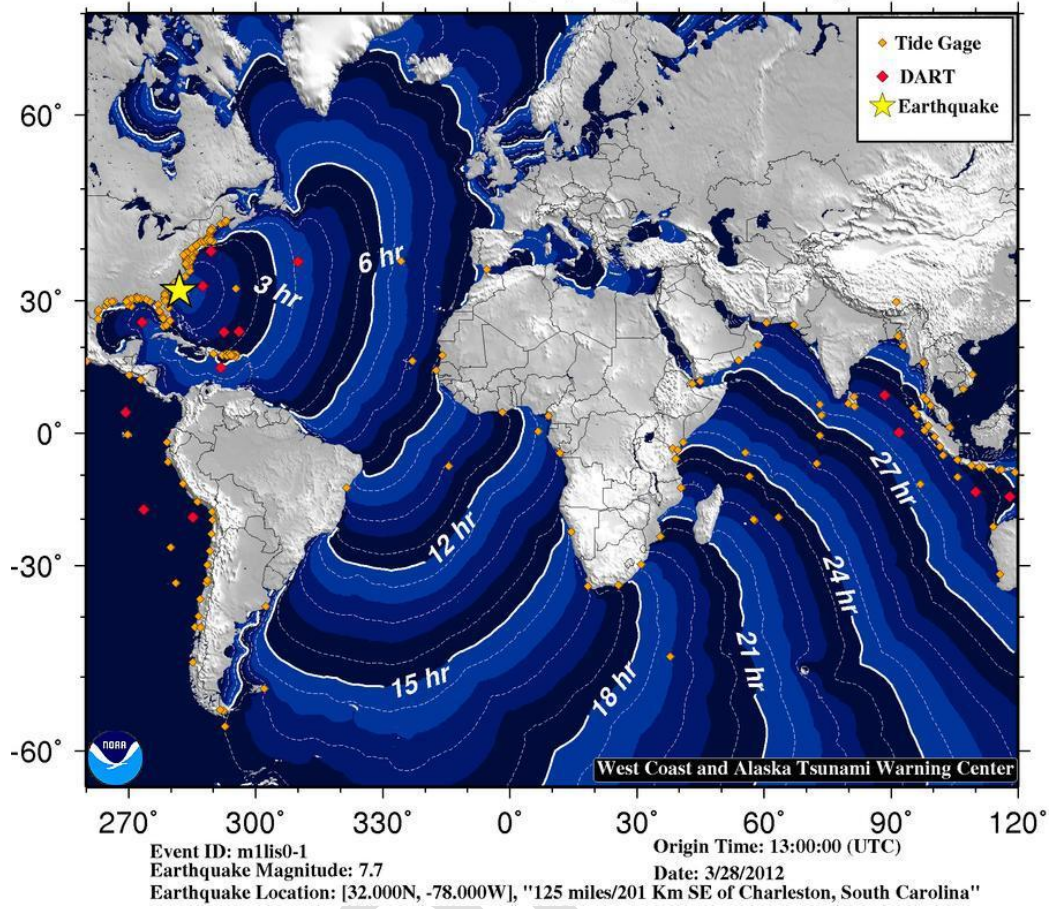 Tide Gage
DART
Earthquake
60°
30°
0°
-30°
-60°
3 hr
6 hr
12 hr
15 hr
18 hr
21 hr
24 hr
27 hr
NOAA
West Coast and Alaska Tsunami Warning Center
270° 300° 330° 0° 30° 60° 90° 120°
Event ID: m1lis0-1
Origin Time: 13:00:00 (UTC)
Earthquake Magnitude: 7.7
Date: 3/28/2012
Earthquake Location: [32.000N, -78.000W], "125 miles/201 Km SE of Charleston, South Carolina"